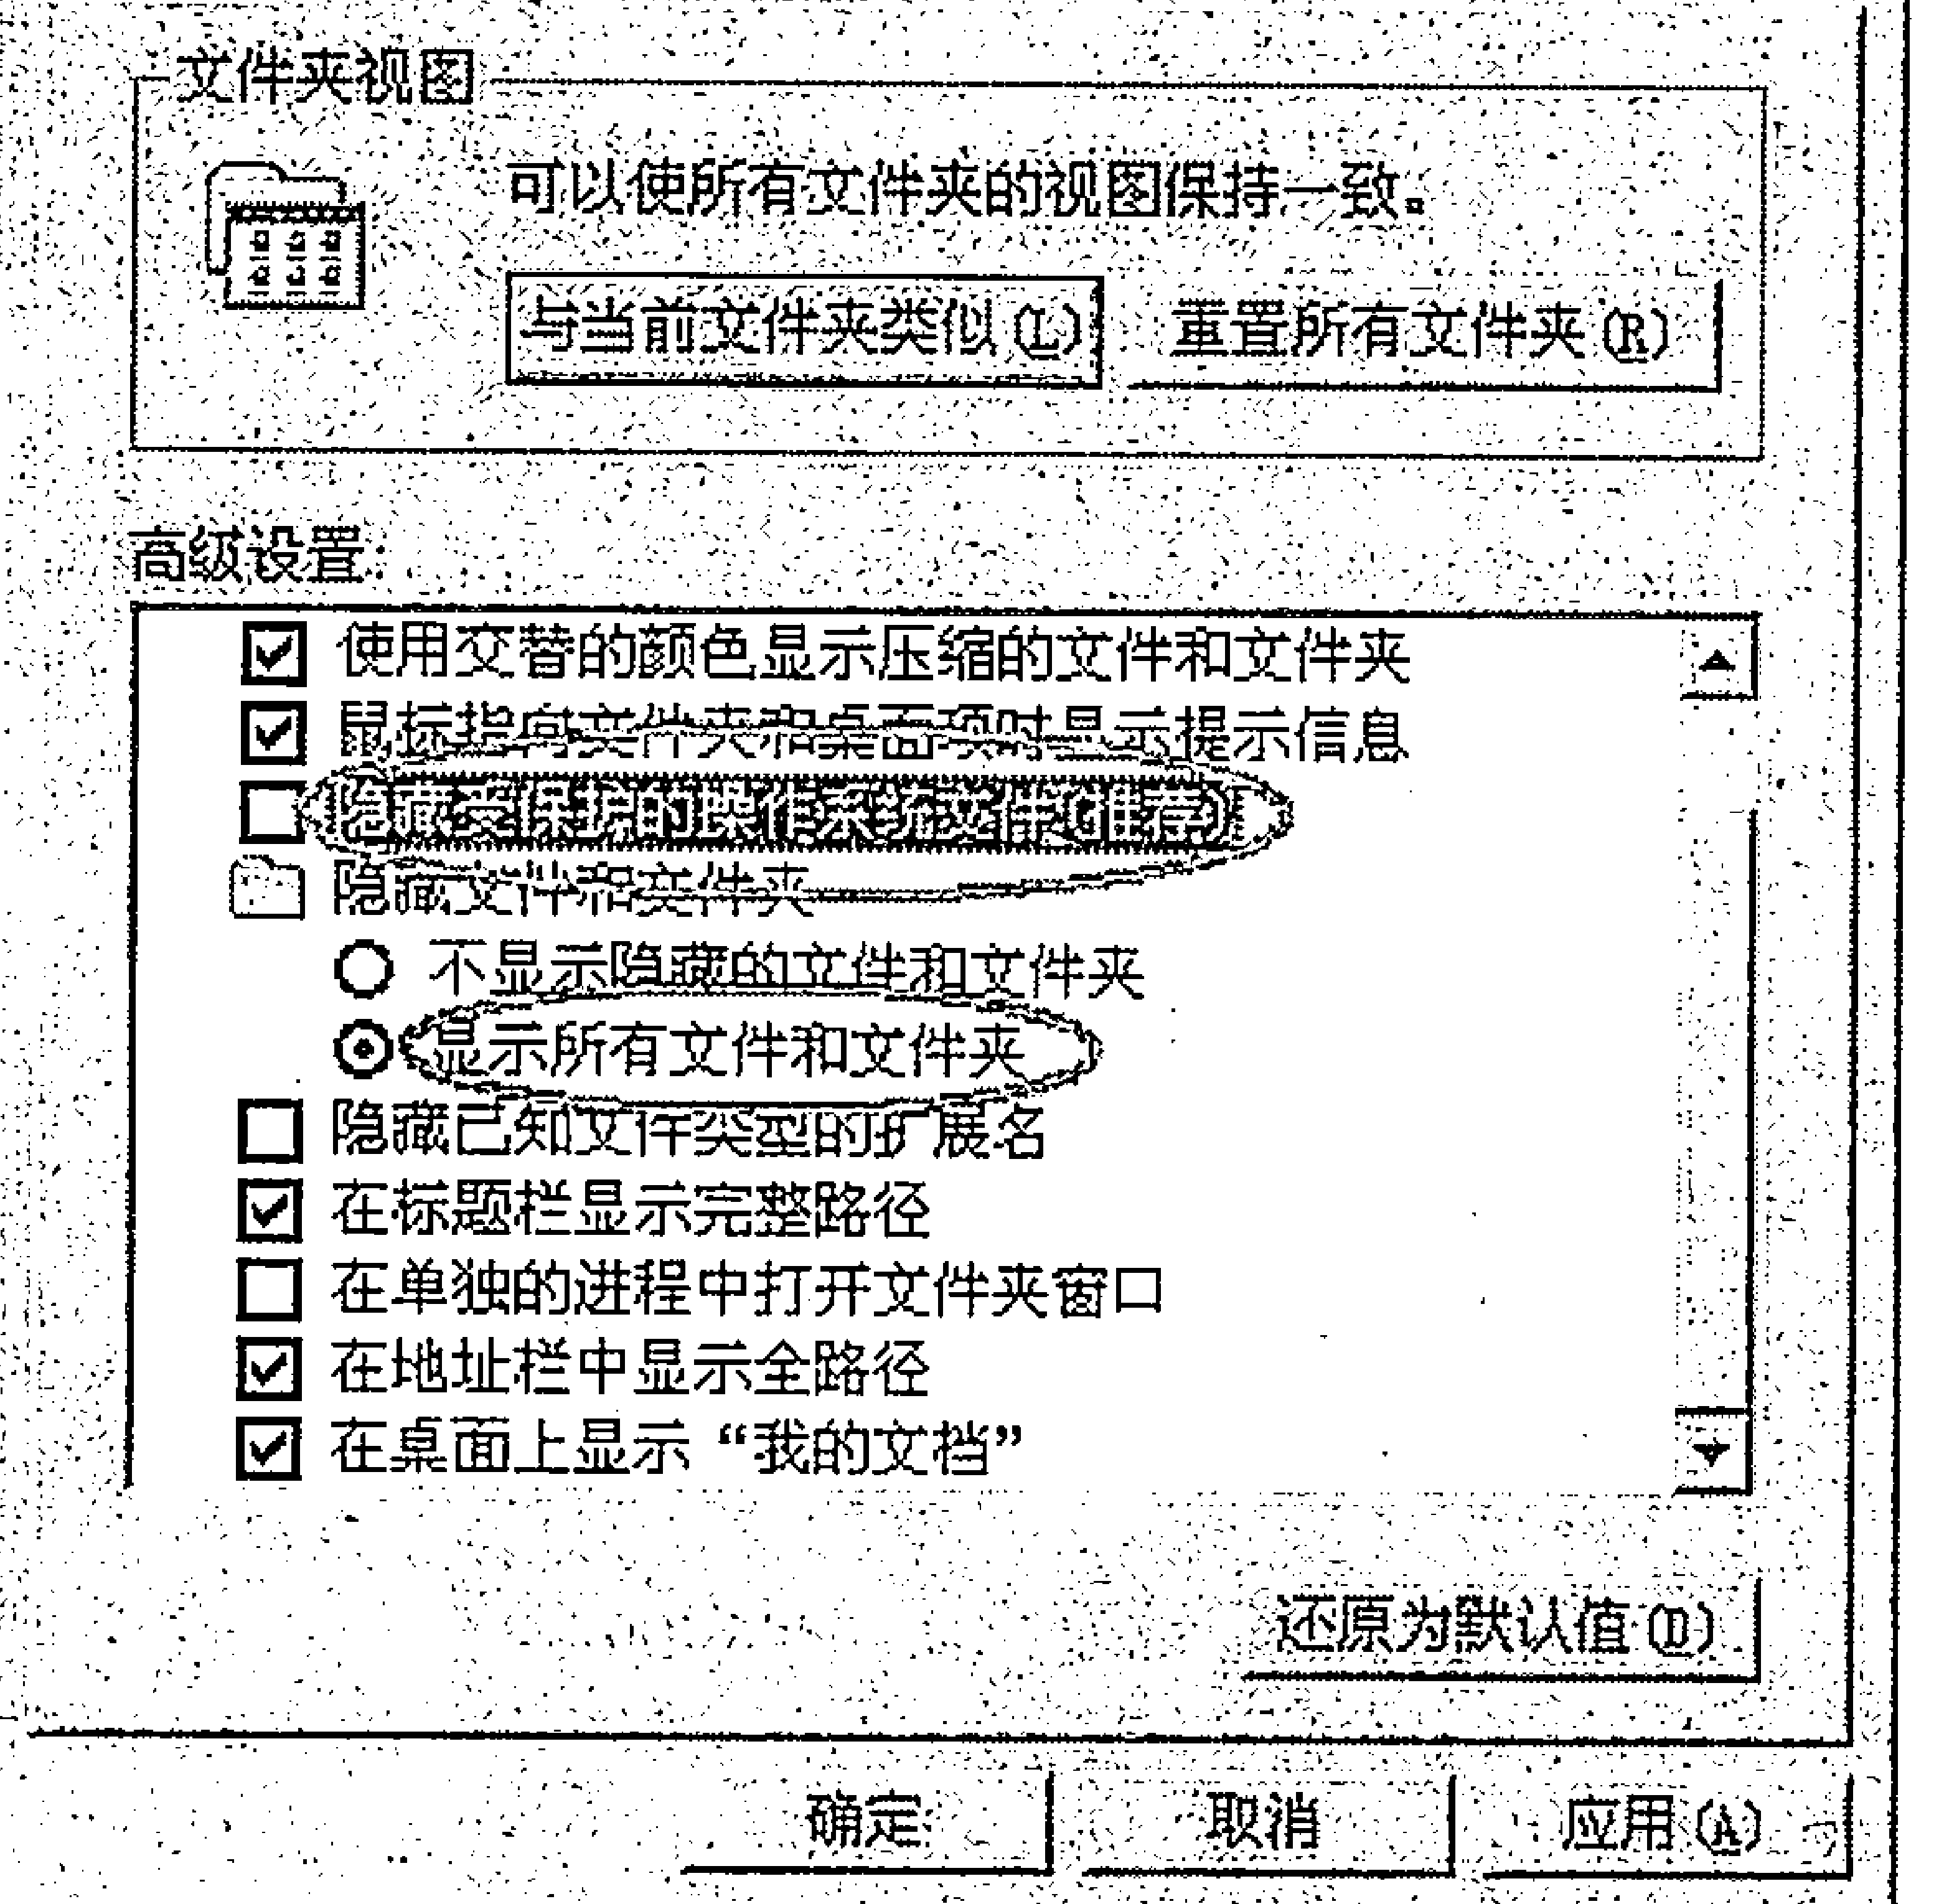 文件夹视图
可以使所有文件夹的视图保持一致。
与当前文件夹类似(L)
重置所有文件夹(R)
高级设置:
使用交替的颜色显示压缩的文件和文件夹
鼠标指向文件夹和桌面项时显示提示信息
隐藏受保护的操作系统文件(推荐)
隐藏文件和文件夹
不显示隐藏的文件和文件夹
显示所有文件和文件夹
隐藏已知文件类型的扩展名
在标题栏显示完整路径
在单独的进程中打开文件夹窗口
在地址栏中显示全路径
在桌面上显示“我的文档”
还原为默认值(D)
确定
取消
应用(A)